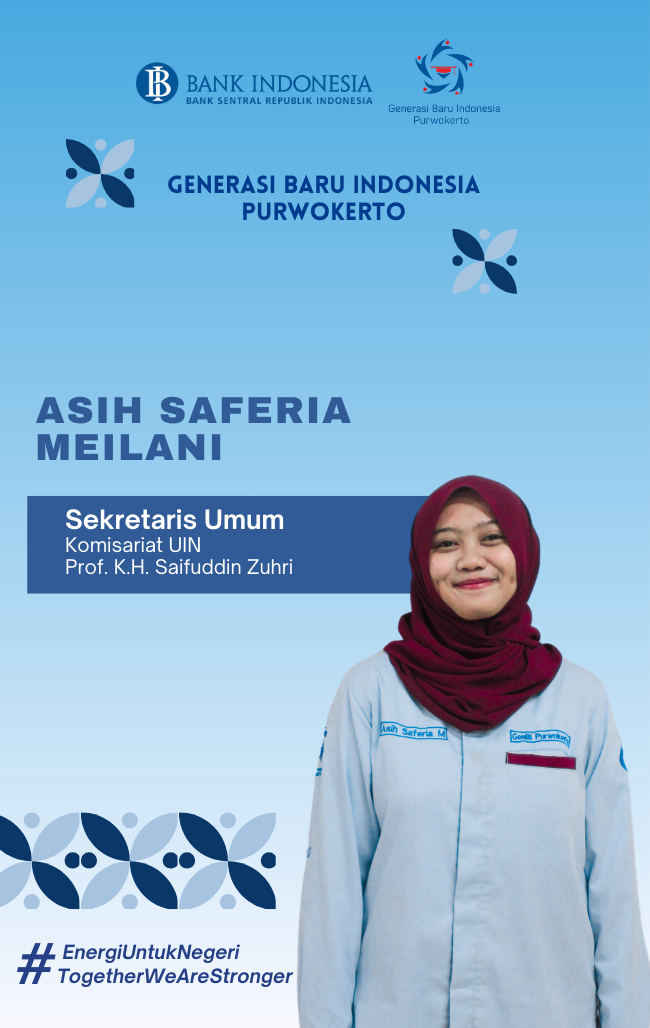 BANK INDONESIA
BANK SENTRAL REPUBLIK INDONESIA
Generasi Baru Indonesia
Purwokerto
GENERASI BARU INDONESIA
PURWOKERTO
ASIH SAFERIA
MEILANI
Sekretaris Umum
Komisariat UIN
Prof. K.H. Saifuddin Zuhri
Asih Saferia M
GenBI Purwokerto
# EnergiUntukNegeri
TogetherWeAreStronger